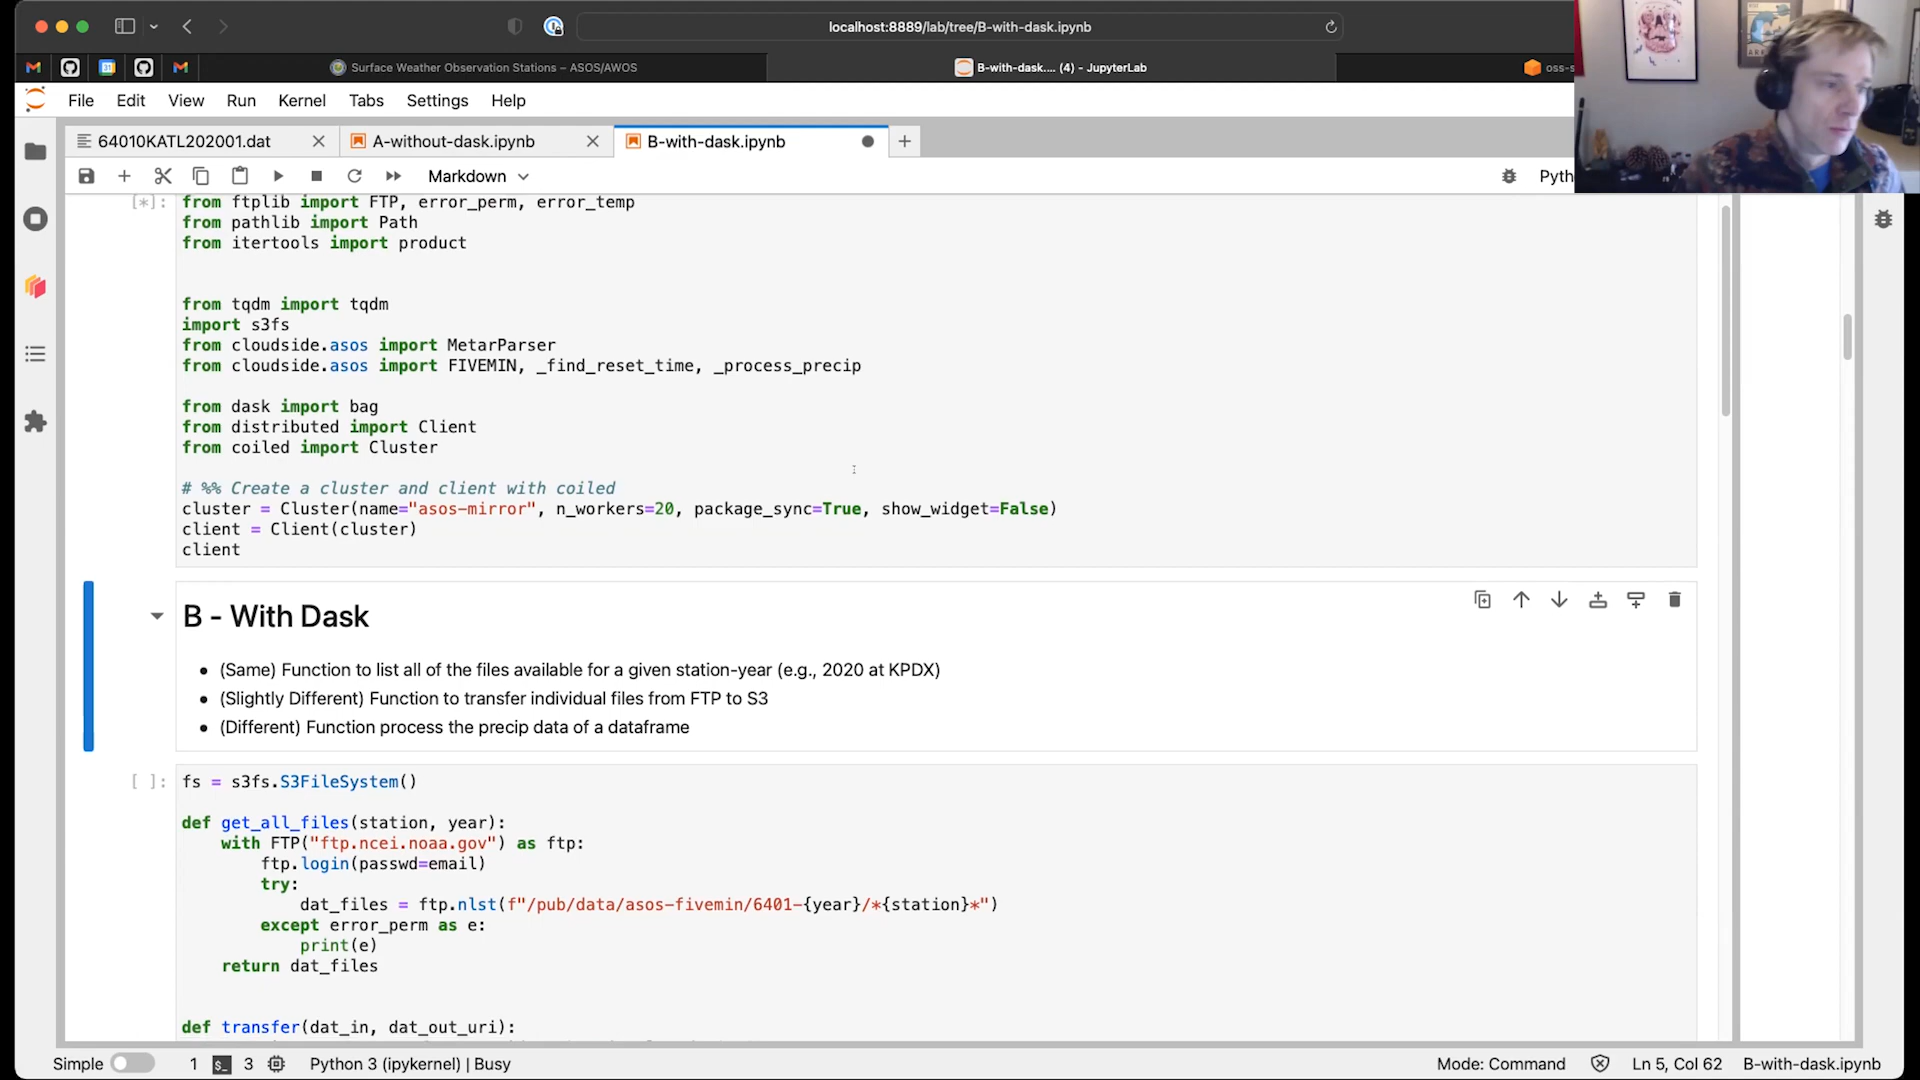 localhost:8889/lab/tree/B-with-dask.ipynb
Surface Weather Observation Stations – ASOS/AWOS
B-with-dask.... (4) - JupyterLab
oss-s
File Edit View Run Kernel Tabs Settings Help
64010KATL202001.dat
A-without-dask.ipynb
B-with-dask.ipynb
Markdown
Pyth
[*]: from ftplib import FTP, error_perm, error_temp
from pathlib import Path
from itertools import product
from tqdm import tqdm
import s3fs
from cloudside.asos import MetarParser
from cloudside.asos import FIVEMIN, _find_reset_time, _process_precip
from dask import bag
from distributed import Client
from coiled import Cluster
# %% Create a cluster and client with coiled
cluster = Cluster(name="asos-mirror", n_workers=20, package_sync=True, show_widget=False)
client = Client(cluster)
client
B - With Dask
• (Same) Function to list all of the files available for a given station-year (e.g., 2020 at KPDX)
• (Slightly Different) Function to transfer individual files from FTP to S3
• (Different) Function process the precip data of a dataframe
[ ]: fs = s3fs.S3FileSystem()
def get_all_files(station, year):
with FTP("ftp.ncei.noaa.gov") as ftp:
ftp.login(passwd=email)
try:
dat_files = ftp.nlst(f"/pub/data/asos-fivemin/6401-{year}/*{station}*")
except error_perm as e:
print(e)
return dat_files
def transfer(dat_in, dat_out_uri):
Simple 1 3 Python 3 (ipykernel) | Busy Mode: Command Ln 5, Col 62 B-with-dask.ipynb